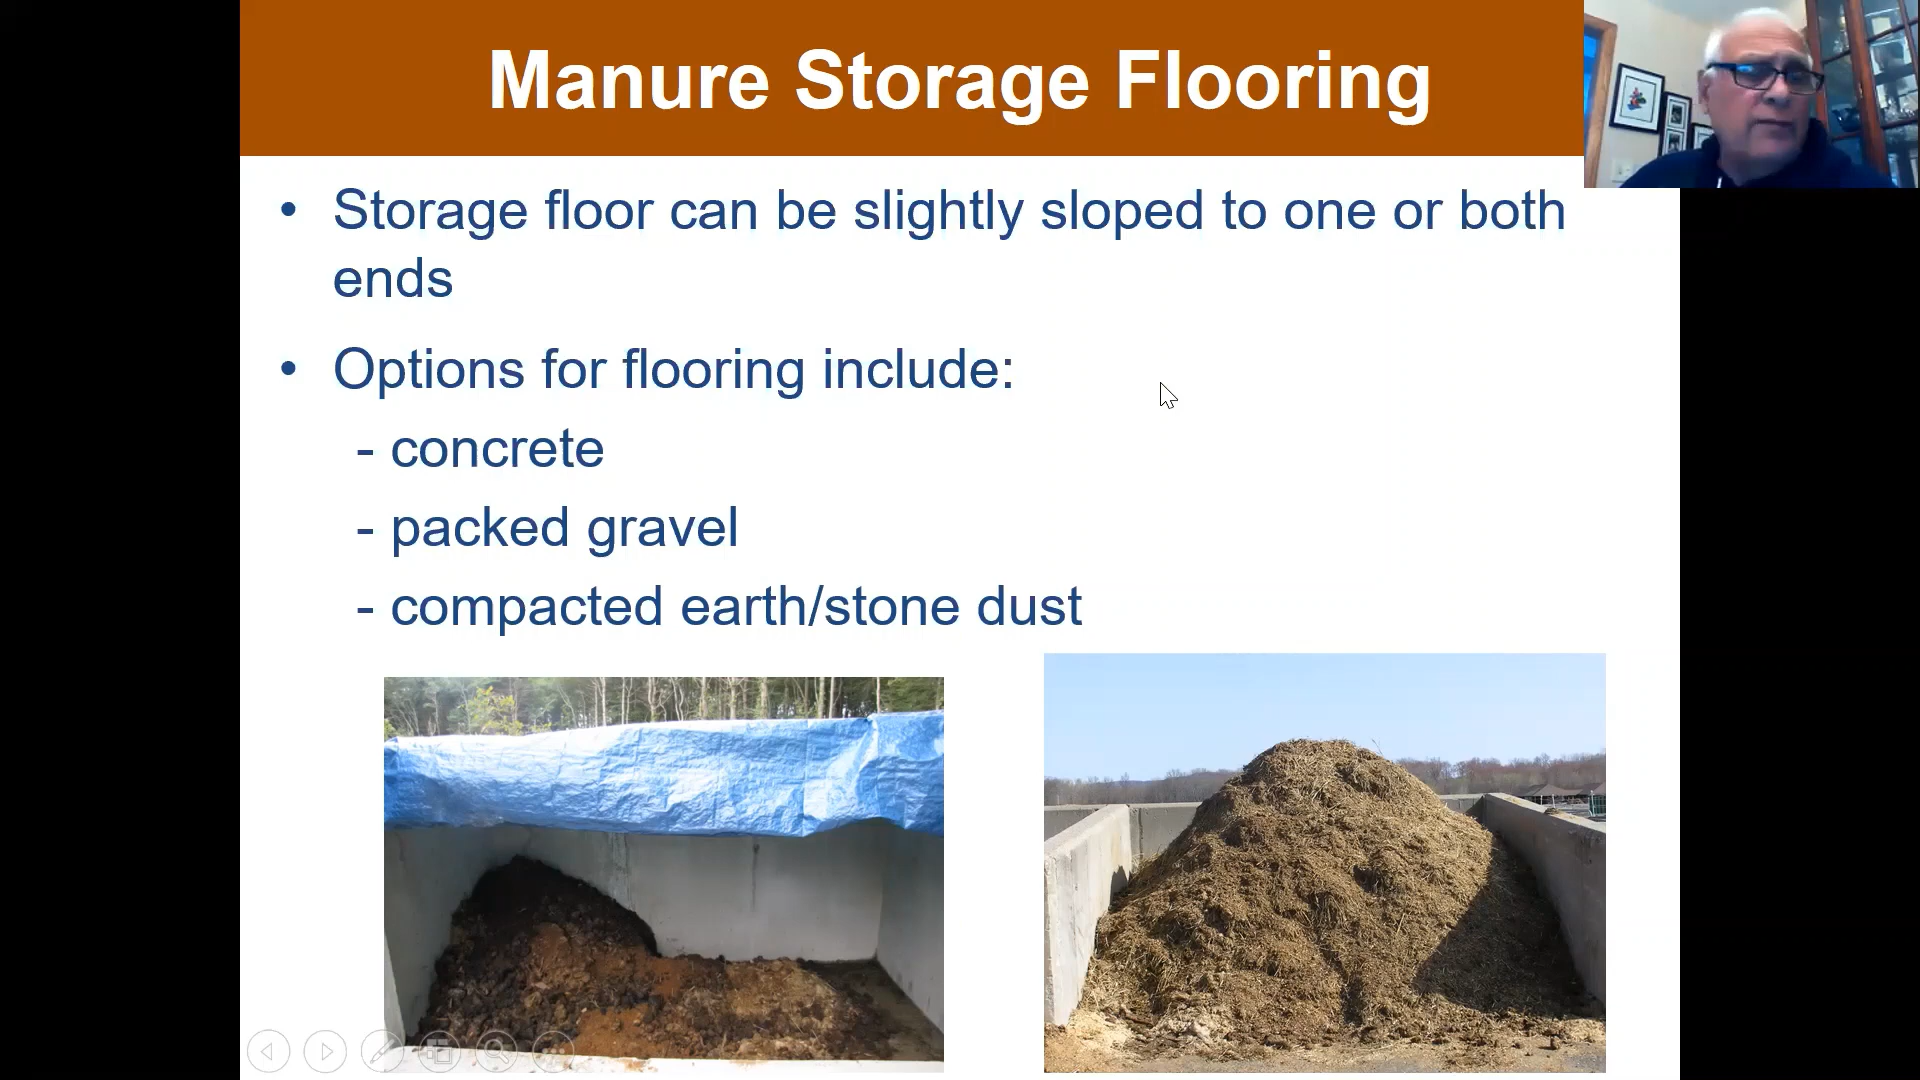 Manure Storage Flooring
• Storage floor can be slightly sloped to one or both
ends
• Options for flooring include:
- concrete
- packed gravel
- compacted earth/stone dust